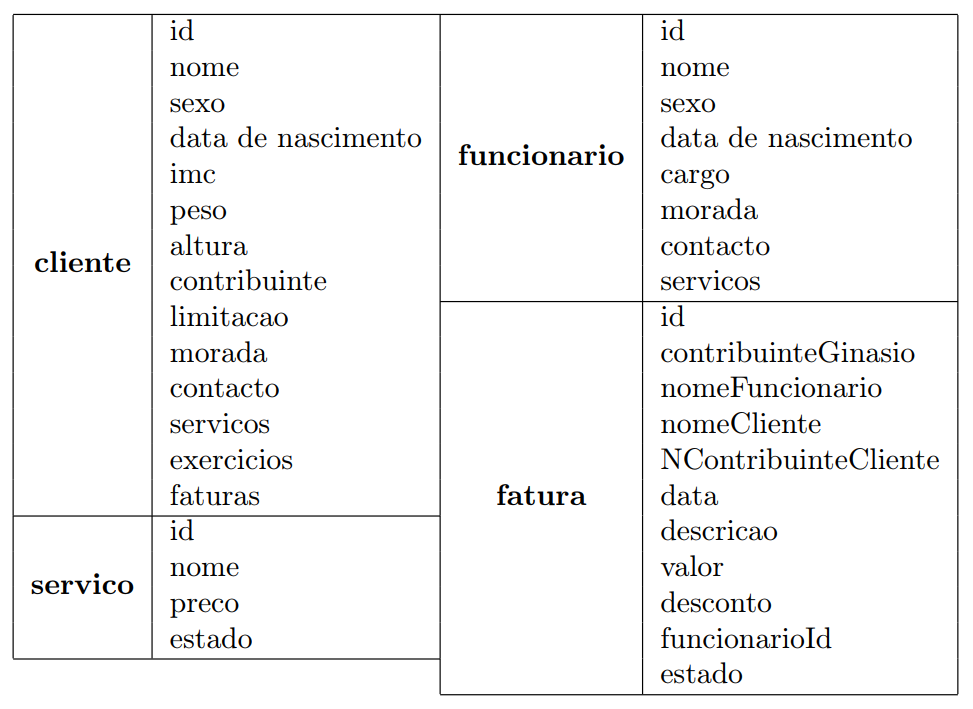 cliente
id
nome
sexo
data de nascimento
imc
peso
altura
contribuinte
limitacao
morada
contacto
servicos
exercicios
faturas
servico
id
nome
preco
estado
funcionario
id
nome
sexo
data de nascimento
cargo
morada
contacto
servicos
fatura
id
contribuinteGinasio
nomeFuncionario
nomeCliente
NContribuinteCliente
data
descricao
valor
desconto
funcionarioId
estado